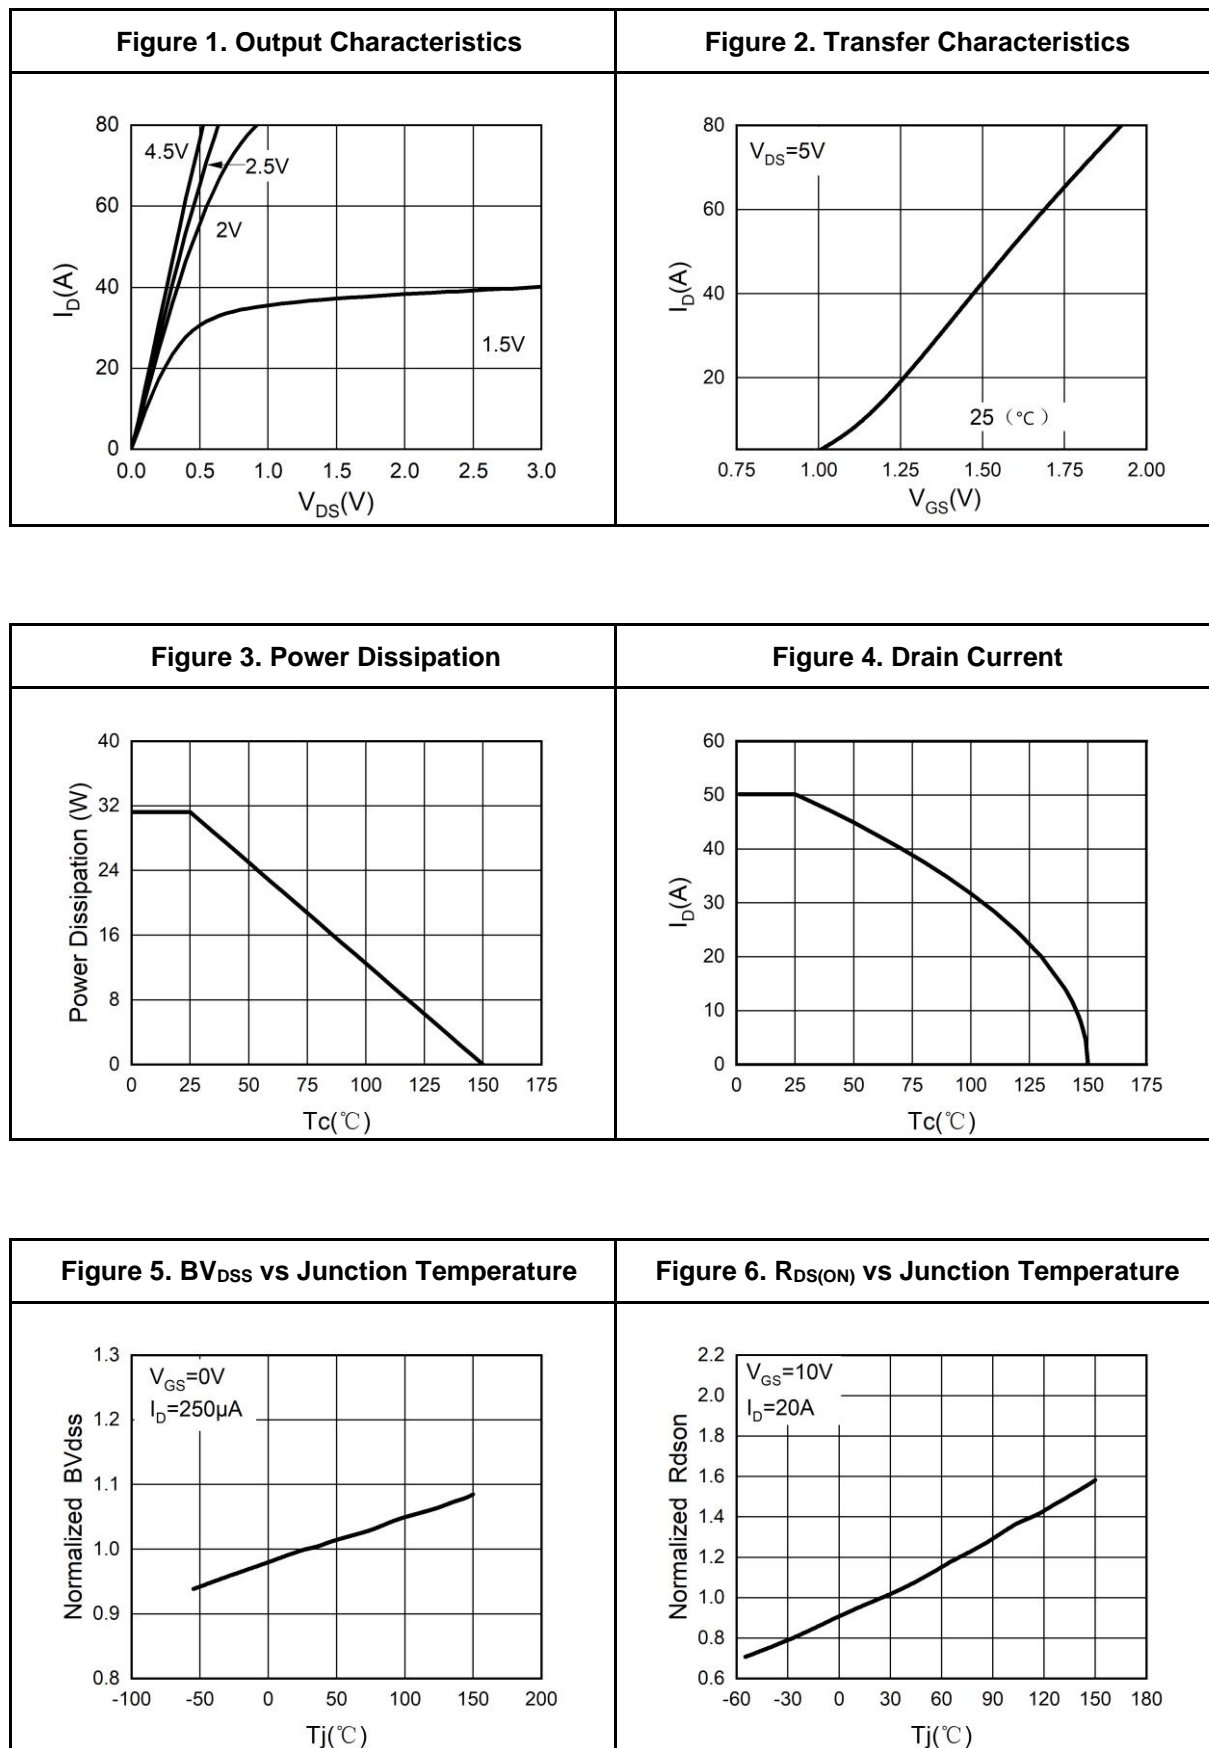 Figure 1. Output Characteristics
Figure 2. Transfer Characteristics
80
60
40
20
0
I_D(A)
4.5V
2.5V
2V
1.5V
0.0 0.5 1.0 1.5 2.0 2.5 3.0
V_DS(V)
80
60
40
20
I_D(A)
V_DS=5V
25（℃）
0.75 1.00 1.25 1.50 1.75 2.00
V_GS(V)
Figure 3. Power Dissipation
Figure 4. Drain Current
40
32
24
16
8
0
Power Dissipation (W)
0 25 50 75 100 125 150 175
Tc(℃)
60
50
40
30
20
10
0
I_D(A)
0 25 50 75 100 125 150 175
Tc(℃)
Figure 5. BV_DSS vs Junction Temperature
Figure 6. R_DS(ON) vs Junction Temperature
1.3
1.2
1.1
1.0
0.9
0.8
Normalized BVdss
V_GS=0V
I_D=250μA
-100 -50 0 50 100 150 200
Tj(℃)
2.2
2.0
1.8
1.6
1.4
1.2
1.0
0.8
0.6
Normalized Rdson
V_GS=10V
I_D=20A
-60 -30 0 30 60 90 120 150 180
Tj(℃)